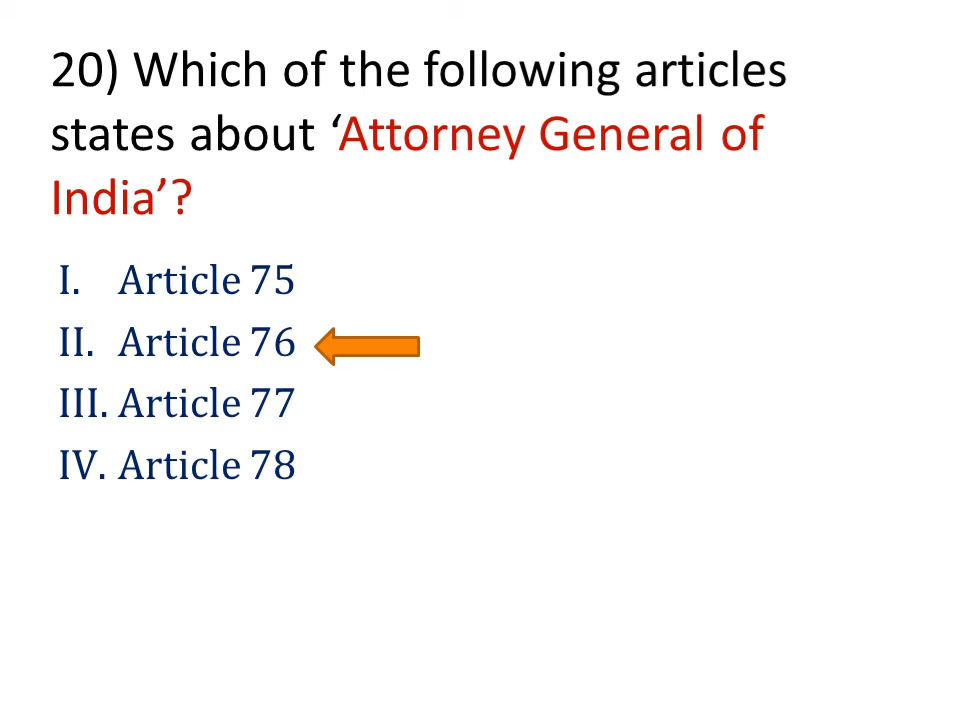 20) Which of the following articles
states about ‘Attorney General of
India’?
I. Article 75
II. Article 76
III. Article 77
IV. Article 78